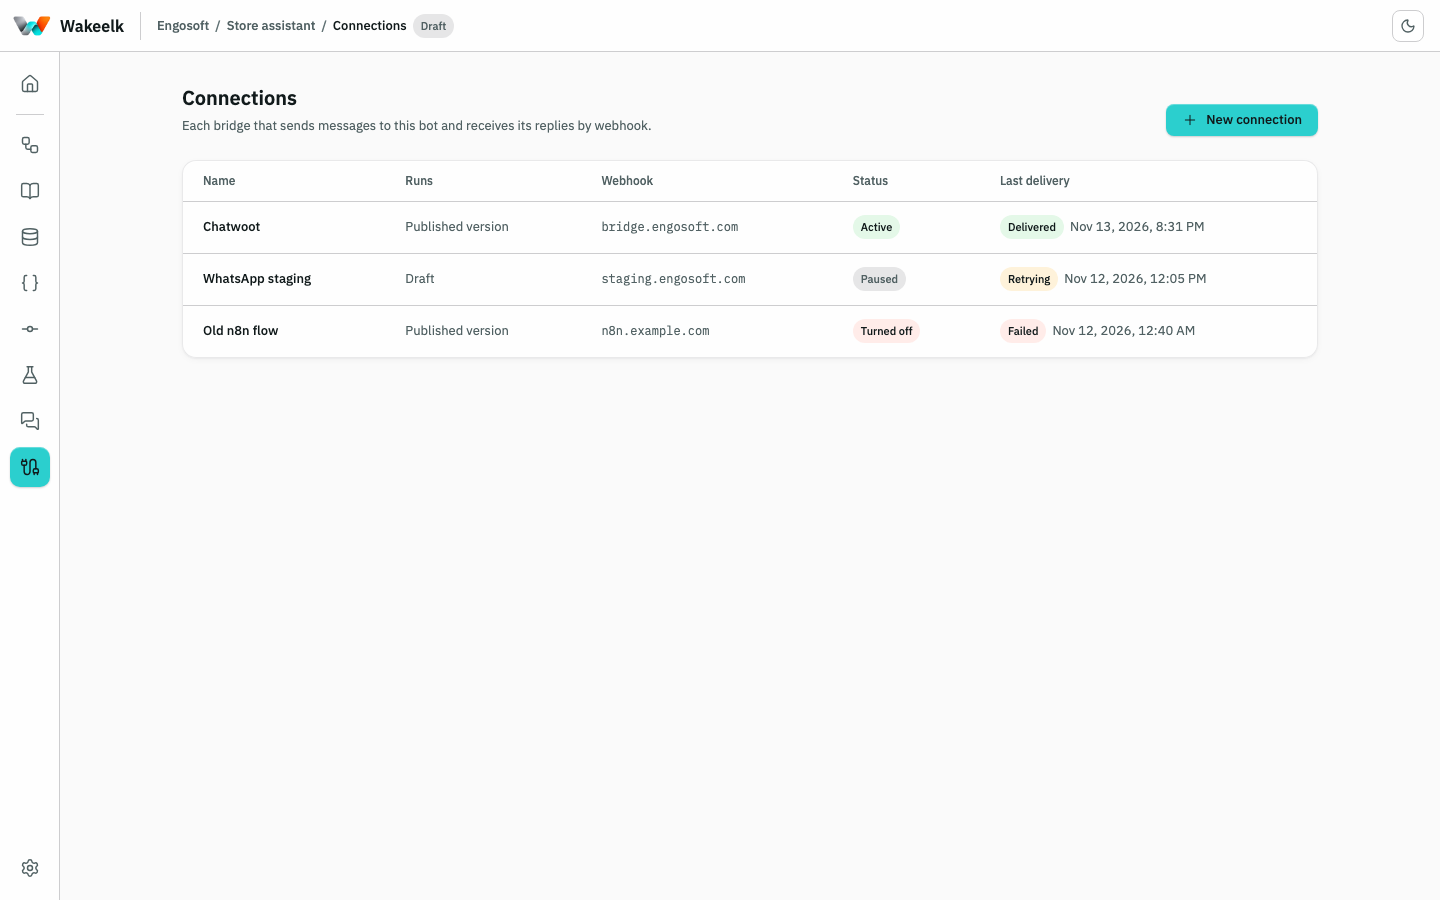 Wakeelk
Engosoft / Store assistant / Connections Draft
Connections
Each bridge that sends messages to this bot and receives its replies by webhook.
New connection
Name Runs Webhook Status Last delivery
Chatwoot Published version bridge.engosoft.com Active Delivered Nov 13, 2026, 8:31 PM
WhatsApp staging Draft staging.engosoft.com Paused Retrying Nov 12, 2026, 12:05 PM
Old n8n flow Published version n8n.example.com Turned off Failed Nov 12, 2026, 12:40 AM